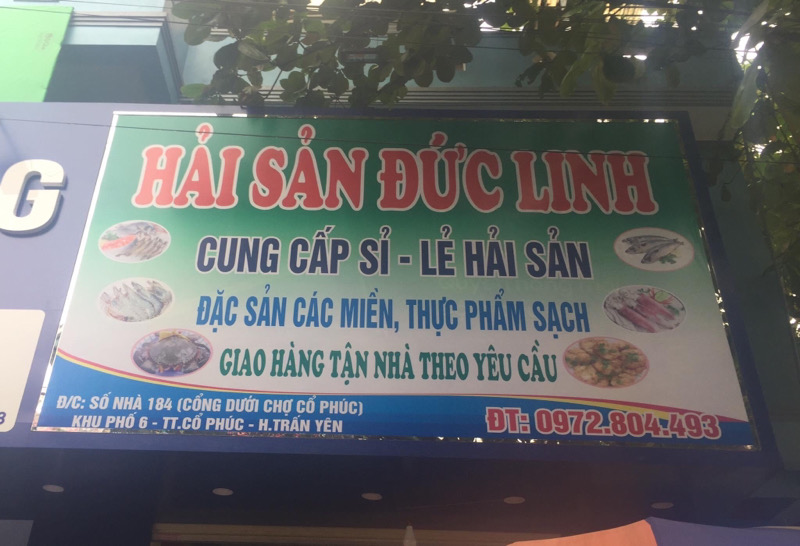 HẢI SẢN ĐỨC LINH
CUNG CẤP SỈ - LẺ HẢI SẢN
ĐẶC SẢN CÁC MIỀN, THỰC PHẨM SẠCH
GIAO HÀNG TẬN NHÀ THEO YÊU CẦU
Đ/C: SỐ NHÀ 184 (CỔNG DƯỚI CHỢ CỔ PHÚC)
KHU PHỐ 6 - TT.CỔ PHÚC - H.TRẤN YÊN
ĐT: 0972.804.493
G
3